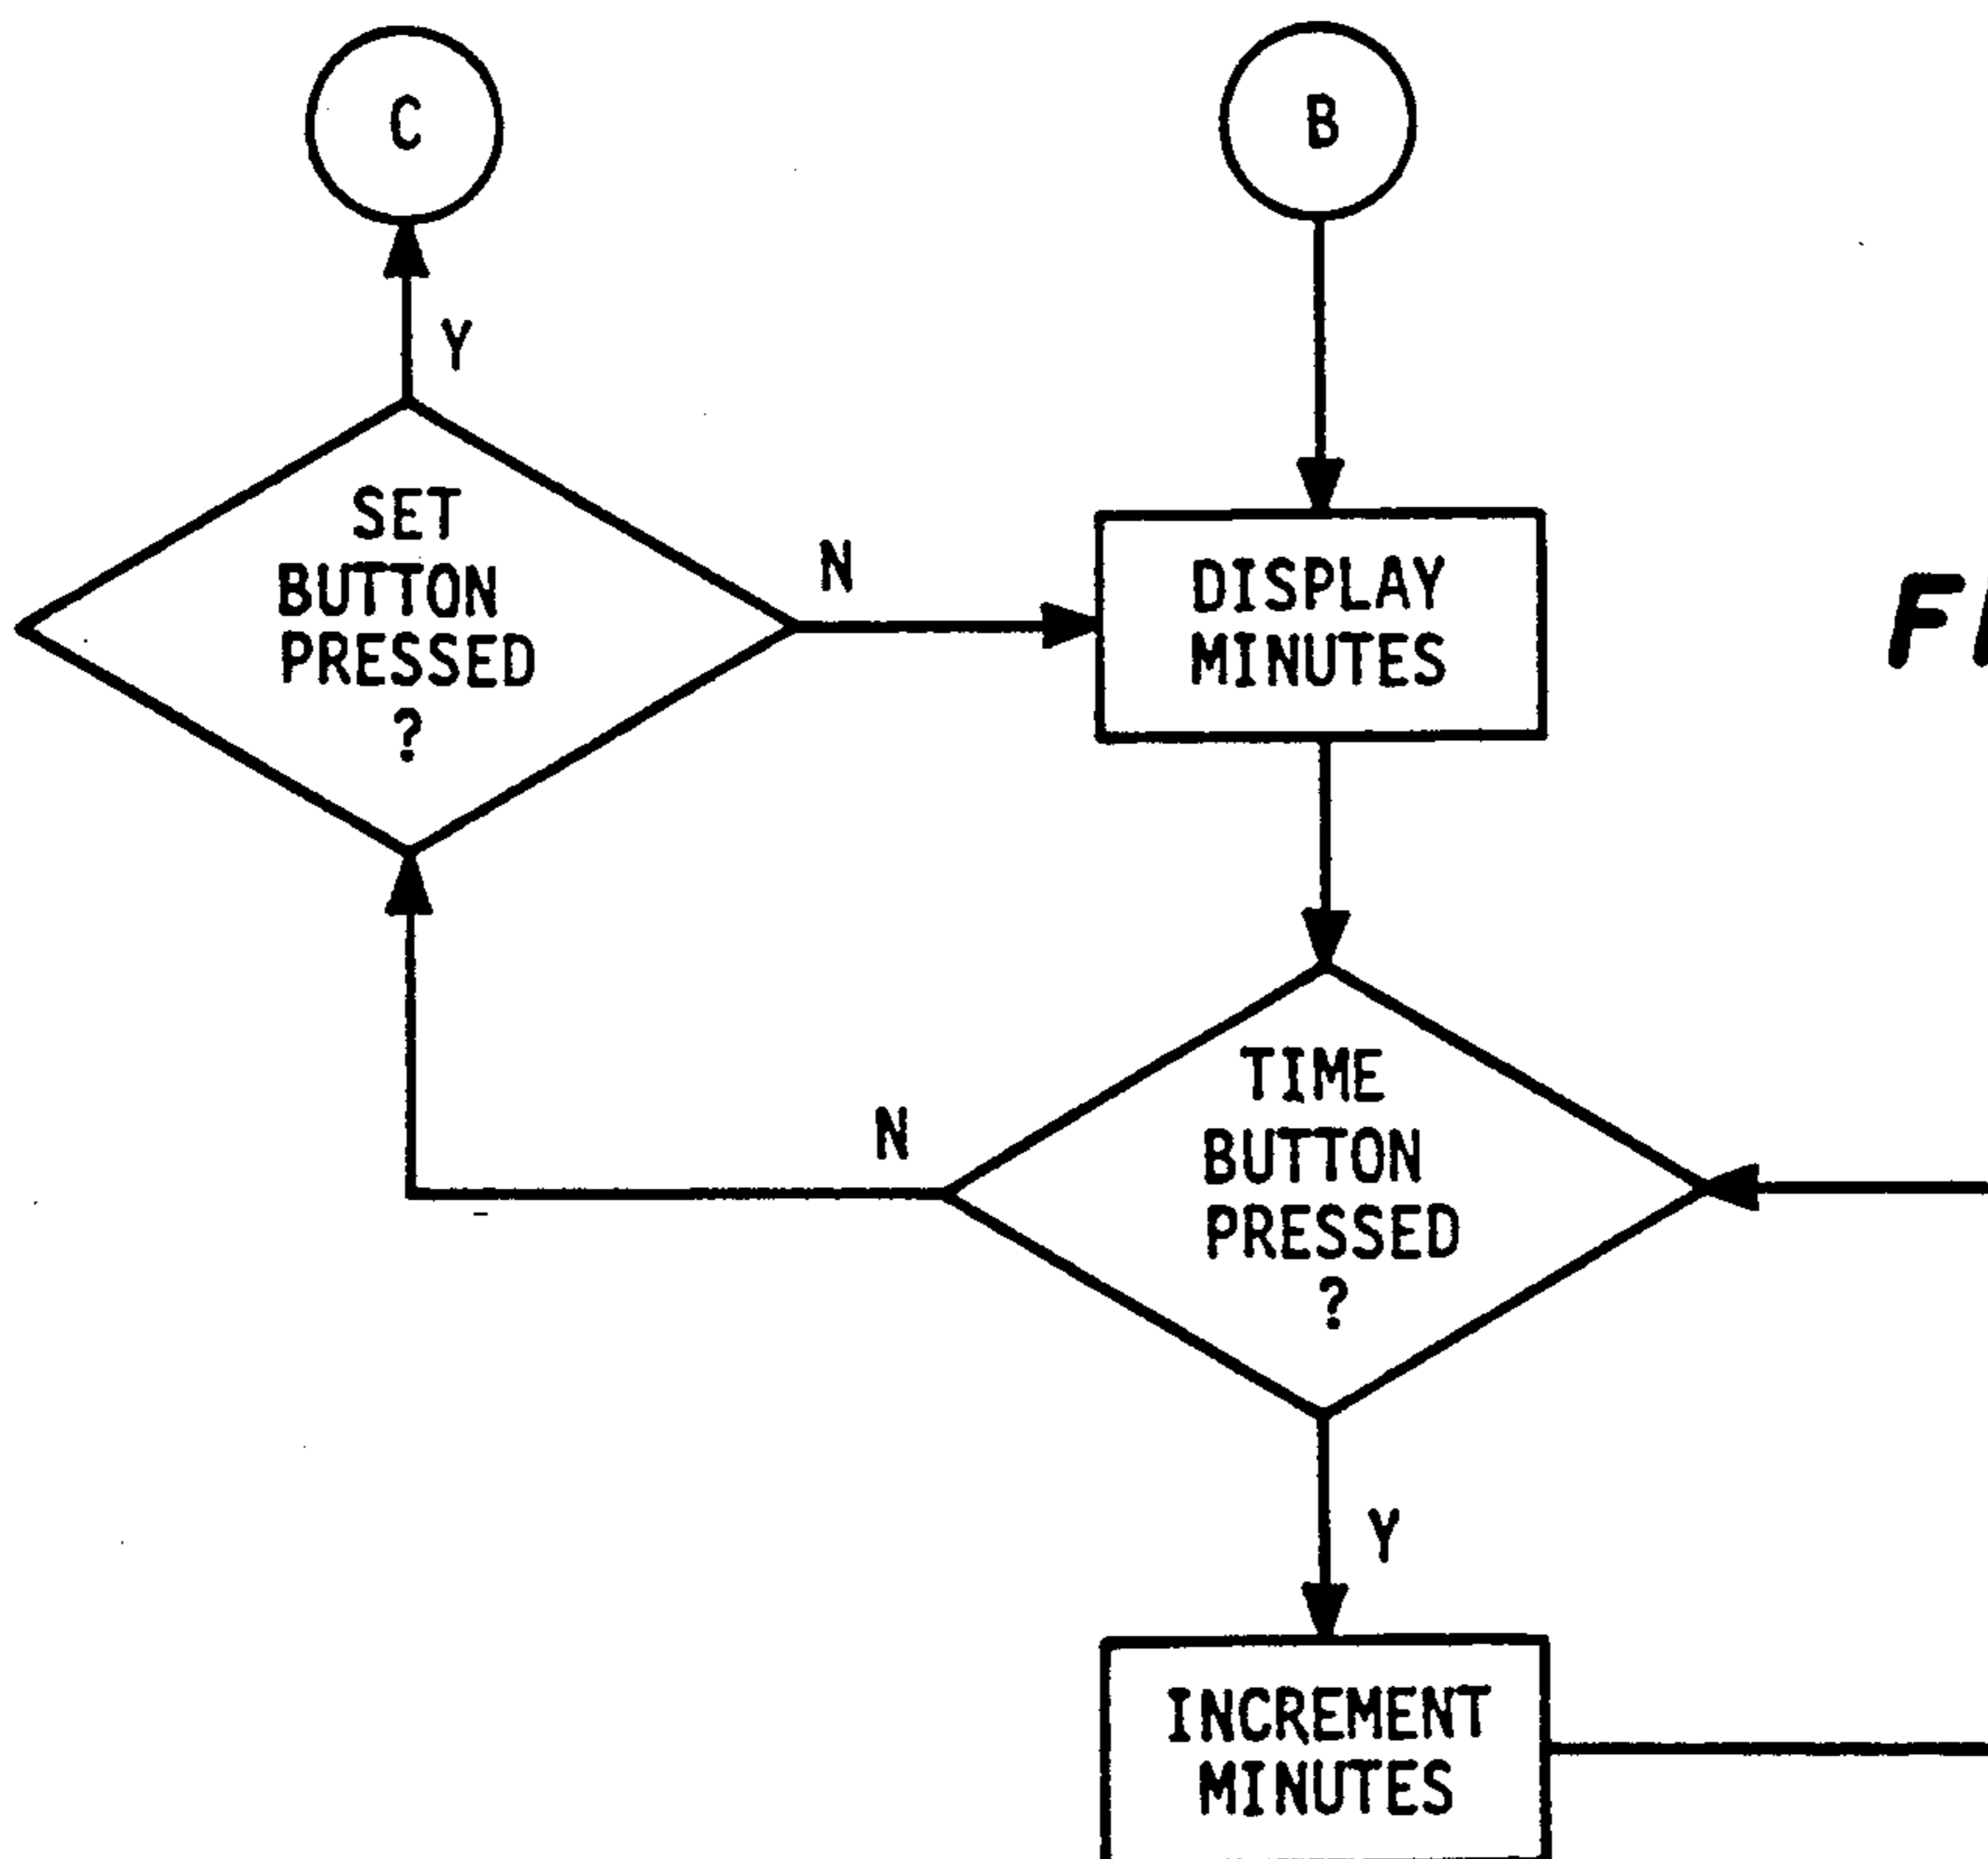 C
B
Y
SET
BUTTON
PRESSED
?
N
DISPLAY
MINUTES
N
TIME
BUTTON
PRESSED
?
Y
INCREMENT
MINUTES